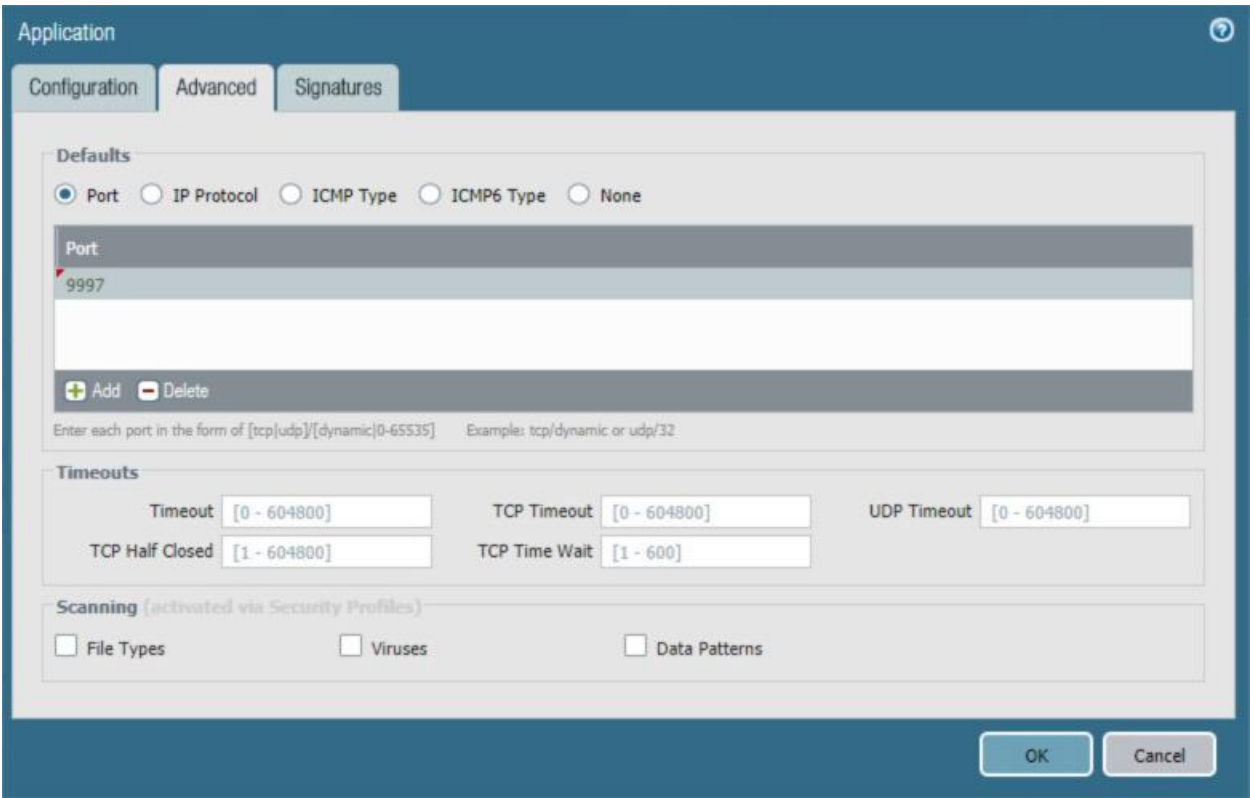 Application
Configuration Advanced Signatures
Defaults
Port IP Protocol ICMP Type ICMP6 Type None
Port
9997
Add Delete
Enter each port in the form of [tcp|udp]/[dynamic|0-65535] Example: tcp/dynamic or udp/32
Timeouts
Timeout [0 - 604800] TCP Timeout [0 - 604800] UDP Timeout [0 - 604800]
TCP Half Closed [1 - 604800] TCP Time Wait [1 - 600]
Scanning (activated via Security Profiles)
File Types Viruses Data Patterns
OK Cancel